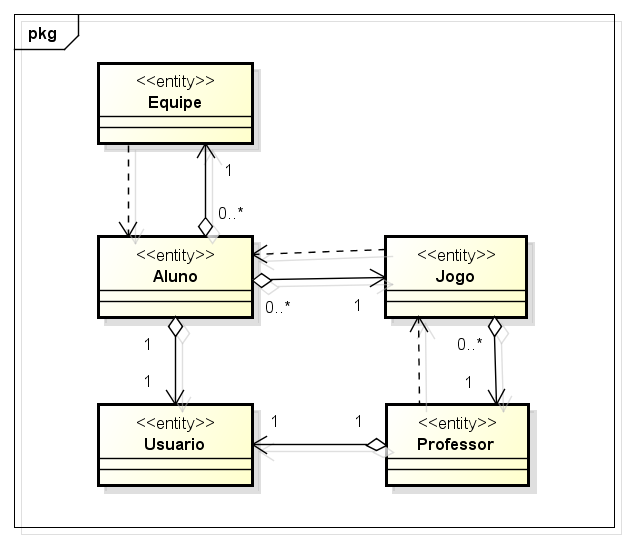 pkg
<<entity>>
Equipe
1
0..*
<<entity>>
Aluno
<<entity>>
Jogo
0..*
1
1
0..*
1
1
<<entity>>
Usuario
1
1
<<entity>>
Professor